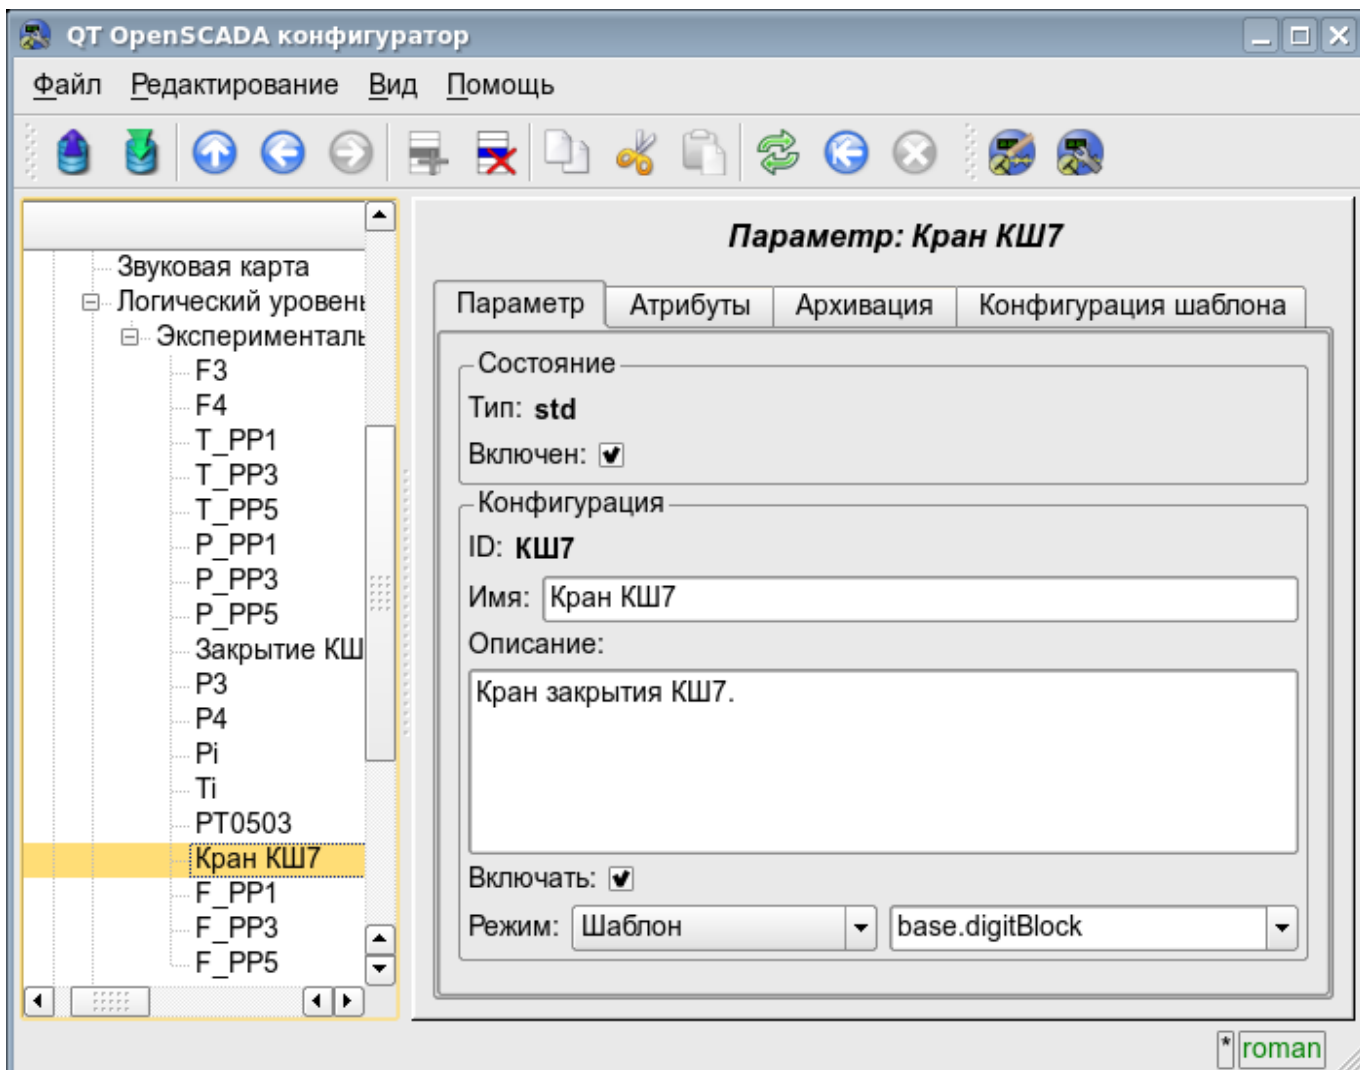 QT OpenSCADA конфигуратор
Файл Редактирование Вид Помощь
Звуковая карта
Логический уровень
Эксперименталь
F3
F4
T_PP1
T_PP3
T_PP5
P_PP1
P_PP3
P_PP5
Закрытие КШ
P3
P4
Pi
Ti
PT0503
Кран КШ7
F_PP1
F_PP3
F_PP5
Параметр: Кран КШ7
Параметр Атрибуты Архивация Конфигурация шаблона
Состояние
Тип: std
Включен:
Конфигурация
ID: КШ7
Имя: Кран КШ7
Описание:
Кран закрытия КШ7.
Включать:
Режим: Шаблон base.digitBlock
* roman